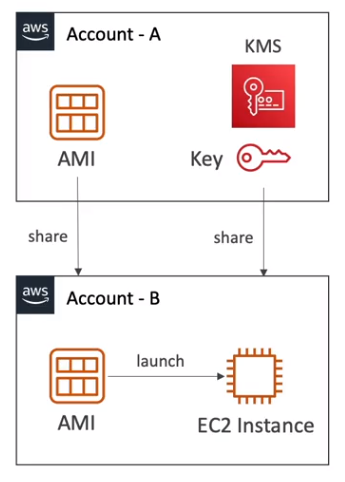 aws
Account - A
KMS
AMI
Key
share
share
aws
Account - B
launch
AMI
EC2 Instance